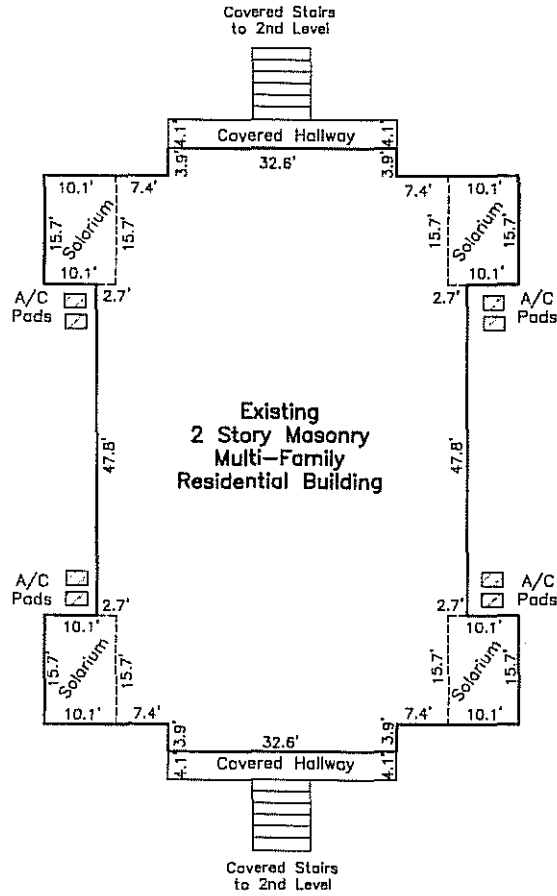 Covered Stairs
to 2nd Level
4.1' Covered Hallway 4.1'
3.9' 32.6' 3.9'
10.1' 7.4' 7.4' 10.1'
15.7' Solarium 15.7' 15.7' Solarium 15.7'
10.1' 10.1'
A/C 2.7' 2.7' A/C
Pads Pads
Existing
2 Story Masonry
Multi-Family
Residential Building
47.8' 47.8'
A/C A/C
Pads 2.7' 2.7' Pads
10.1' 10.1'
15.7' Solarium 15.7' 15.7' Solarium 15.7'
10.1' 7.4' 7.4' 10.1'
3.9' 32.6' 3.9'
4.1' Covered Hallway 4.1'
Covered Stairs
to 2nd Level